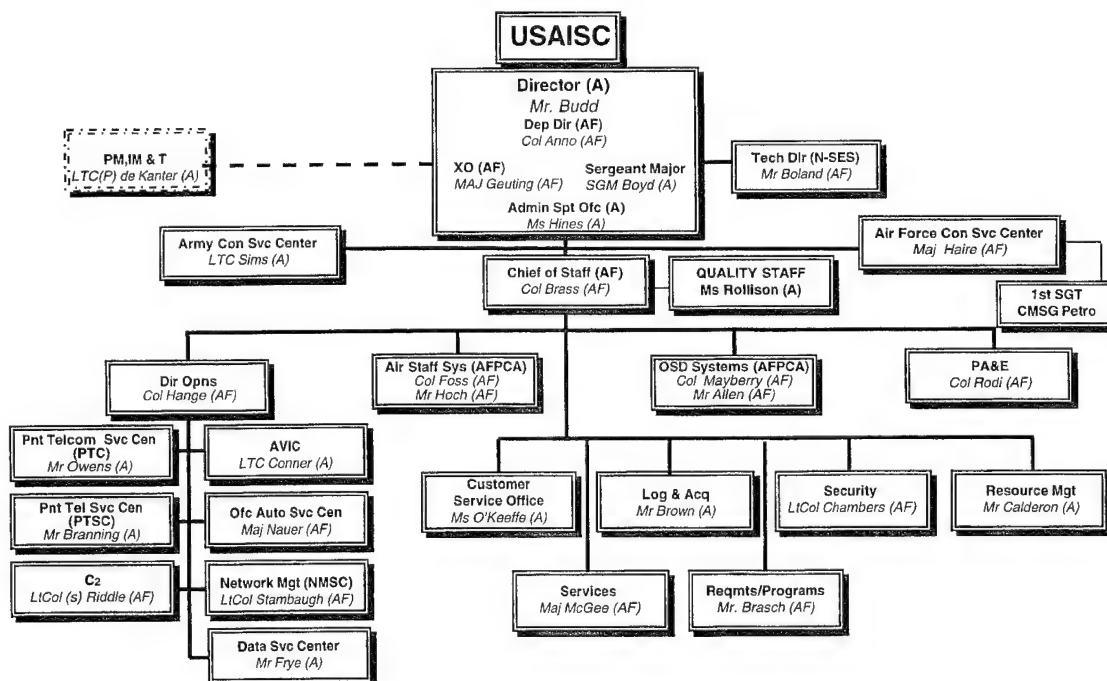 USAISC
Director (A)
Mr. Budd
Dep Dir (AF)
Col Anno (AF)
XO (AF)
MAJ Geuting (AF)
Sergeant Major
SGM Boyd (A)
Admin Spt Ofc (A)
Ms Hines (A)
PM,IM & T
LTC(P) de Kanter (A)
Tech Dir (N-SES)
Mr Boland (AF)
Army Con Svc Center
LTC Sims (A)
Air Force Con Svc Center
Maj Haire (AF)
Chief of Staff (AF)
Col Brass (AF)
QUALITY STAFF
Ms Rollison (A)
1st SGT
CMSG Petro
Dir Opns
Col Hange (AF)
Air Staff Sys (AFPCA)
Col Foss (AF)
Mr Hoch (AF)
OSD Systems (AFPCA)
Col Mayberry (AF)
Mr Allen (AF)
PA&E
Col Rodi (AF)
Pnt Telcom Svc Cen
(PTC)
Mr Owens (A)
AVIC
LTC Conner (A)
Pnt Tel Svc Cen
(PTSC)
Mr Branning (A)
Ofc Auto Svc Cen
Maj Nauer (AF)
C2
LtCol (s) Riddle (AF)
Network Mgt (NMSC)
LtCol Stambaugh (AF)
Data Svc Center
Mr Frye (A)
Customer
Service Office
Ms O'Keeffe (A)
Log & Acq
Mr Brown (A)
Security
LtCol Chambers (AF)
Resource Mgt
Mr Calderon (A)
Services
Maj McGee (AF)
Reqmts/Programs
Mr. Brasch (AF)